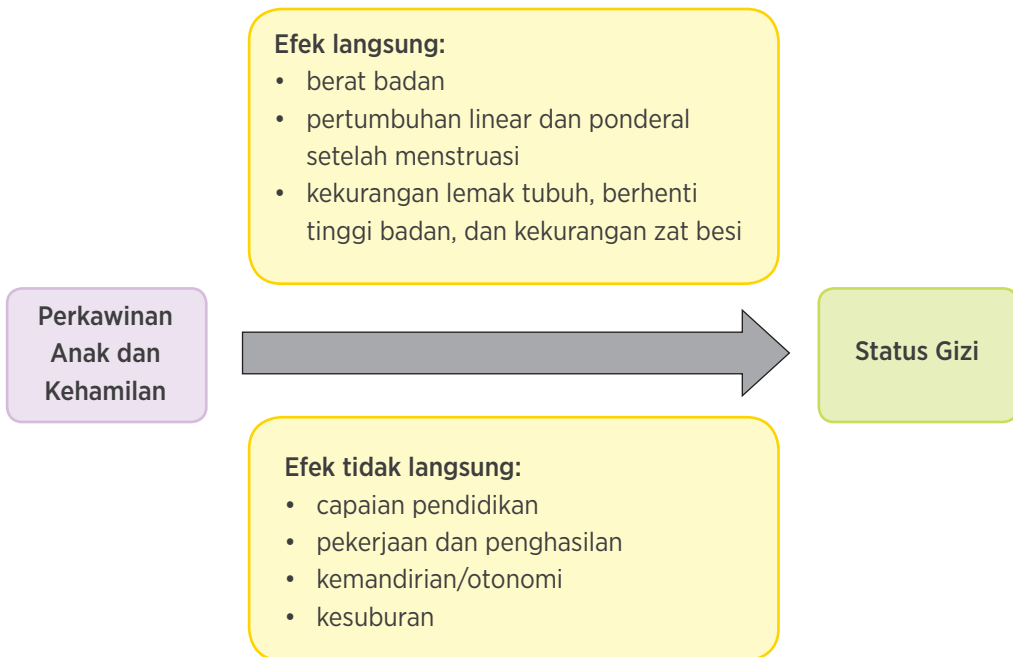 Efek langsung:
• berat badan
• pertumbuhan linear dan ponderal
setelah menstruasi
• kekurangan lemak tubuh, berhenti
tinggi badan, dan kekurangan zat besi
Perkawinan
Anak dan
Kehamilan
Status Gizi
Efek tidak langsung:
• capaian pendidikan
• pekerjaan dan penghasilan
• kemandirian/otonomi
• kesuburan